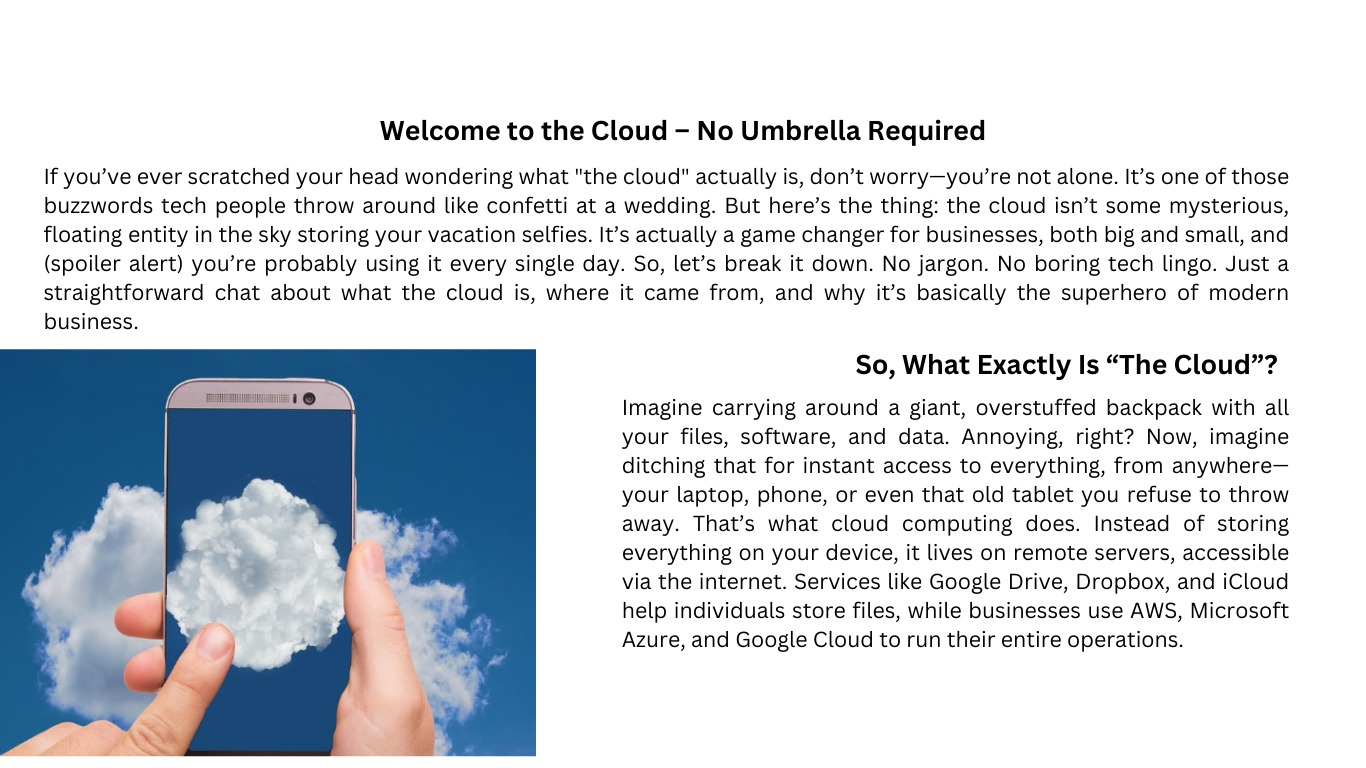 Welcome to the Cloud – No Umbrella Required
If you’ve ever scratched your head wondering what "the cloud" actually is, don’t worry—you’re not alone. It’s one of those
buzzwords tech people throw around like confetti at a wedding. But here’s the thing: the cloud isn’t some mysterious,
floating entity in the sky storing your vacation selfies. It’s actually a game changer for businesses, both big and small, and
(spoiler alert) you’re probably using it every single day. So, let’s break it down. No jargon. No boring tech lingo. Just a
straightforward chat about what the cloud is, where it came from, and why it’s basically the superhero of modern
business.
So, What Exactly Is “The Cloud”?
Imagine carrying around a giant, overstuffed backpack with all
your files, software, and data. Annoying, right? Now, imagine
ditching that for instant access to everything, from anywhere—
your laptop, phone, or even that old tablet you refuse to throw
away. That’s what cloud computing does. Instead of storing
everything on your device, it lives on remote servers, accessible
via the internet. Services like Google Drive, Dropbox, and iCloud
help individuals store files, while businesses use AWS, Microsoft
Azure, and Google Cloud to run their entire operations.